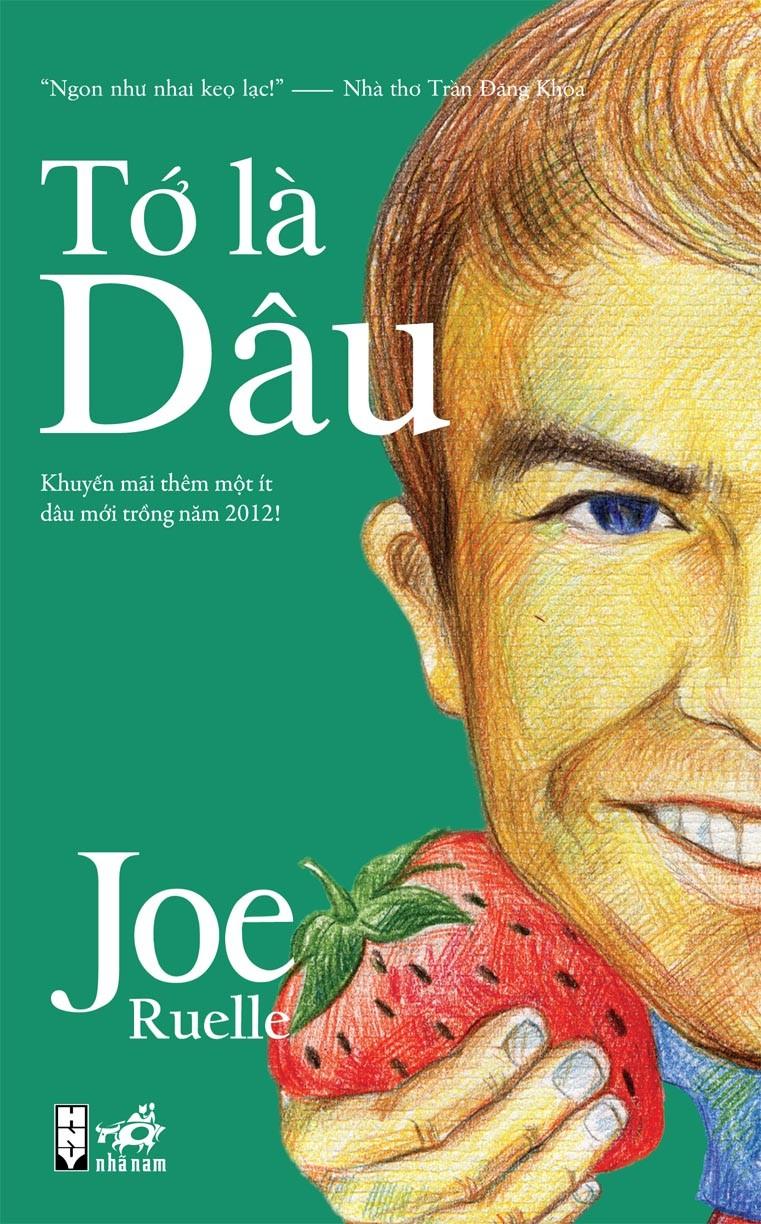 “Ngon như nhai kẹo lạc!” — Nhà thơ Trần Đăng Khoa
Tớ là
Dâu
Khuyến mãi thêm một ít
dâu mới trồng năm 2012!
Joe
Ruelle
nhã nam